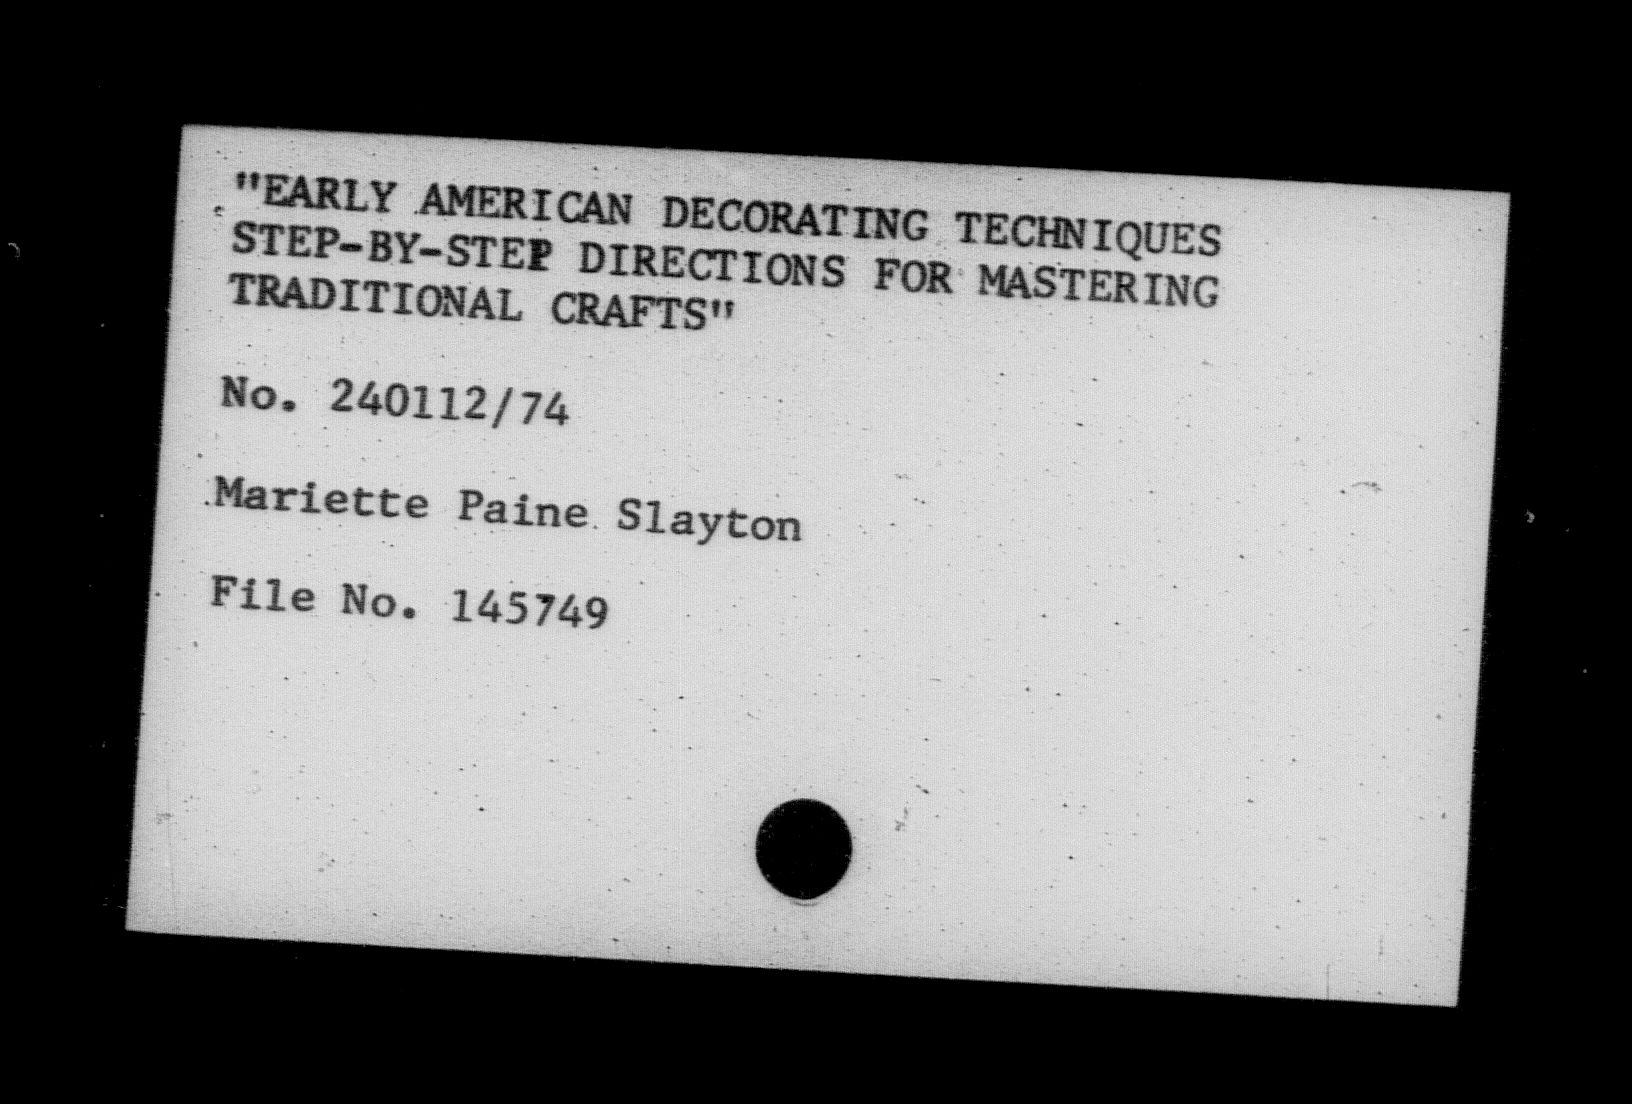 "EARLY AMERICAN DECORATING TECHNIQUES
STEP-BY-STEP DIRECTIONS FOR MASTERING
TRADITIONAL CRAFTS"
No. 240112/74
Mariette Paine Slayton
File No. 145749